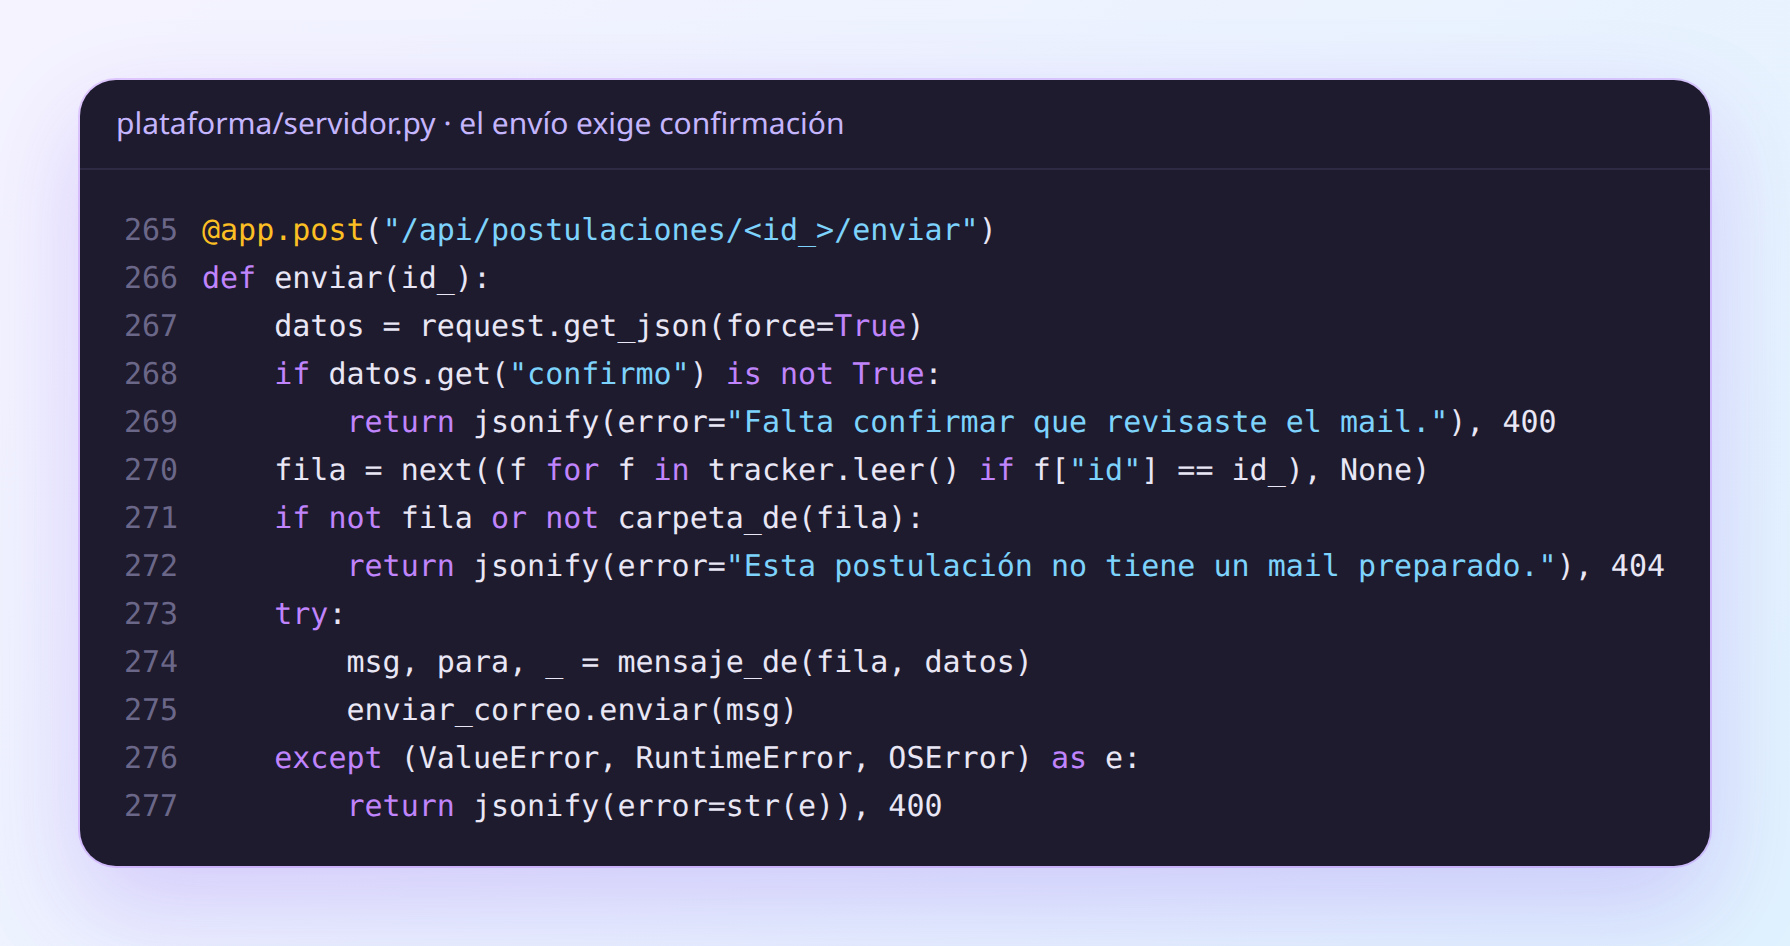 plataforma/servidor.py · el envío exige confirmación
265 @app.post("/api/postulaciones/<id_>/enviar")
266 def enviar(id_):
267     datos = request.get_json(force=True)
268     if datos.get("confirmo") is not True:
269         return jsonify(error="Falta confirmar que revisaste el mail."), 400
270     fila = next((f for f in tracker.leer() if f["id"] == id_), None)
271     if not fila or not carpeta_de(fila):
272         return jsonify(error="Esta postulación no tiene un mail preparado."), 404
273     try:
274         msg, para, _ = mensaje_de(fila, datos)
275         enviar_correo.enviar(msg)
276     except (ValueError, RuntimeError, OSError) as e:
277         return jsonify(error=str(e)), 400